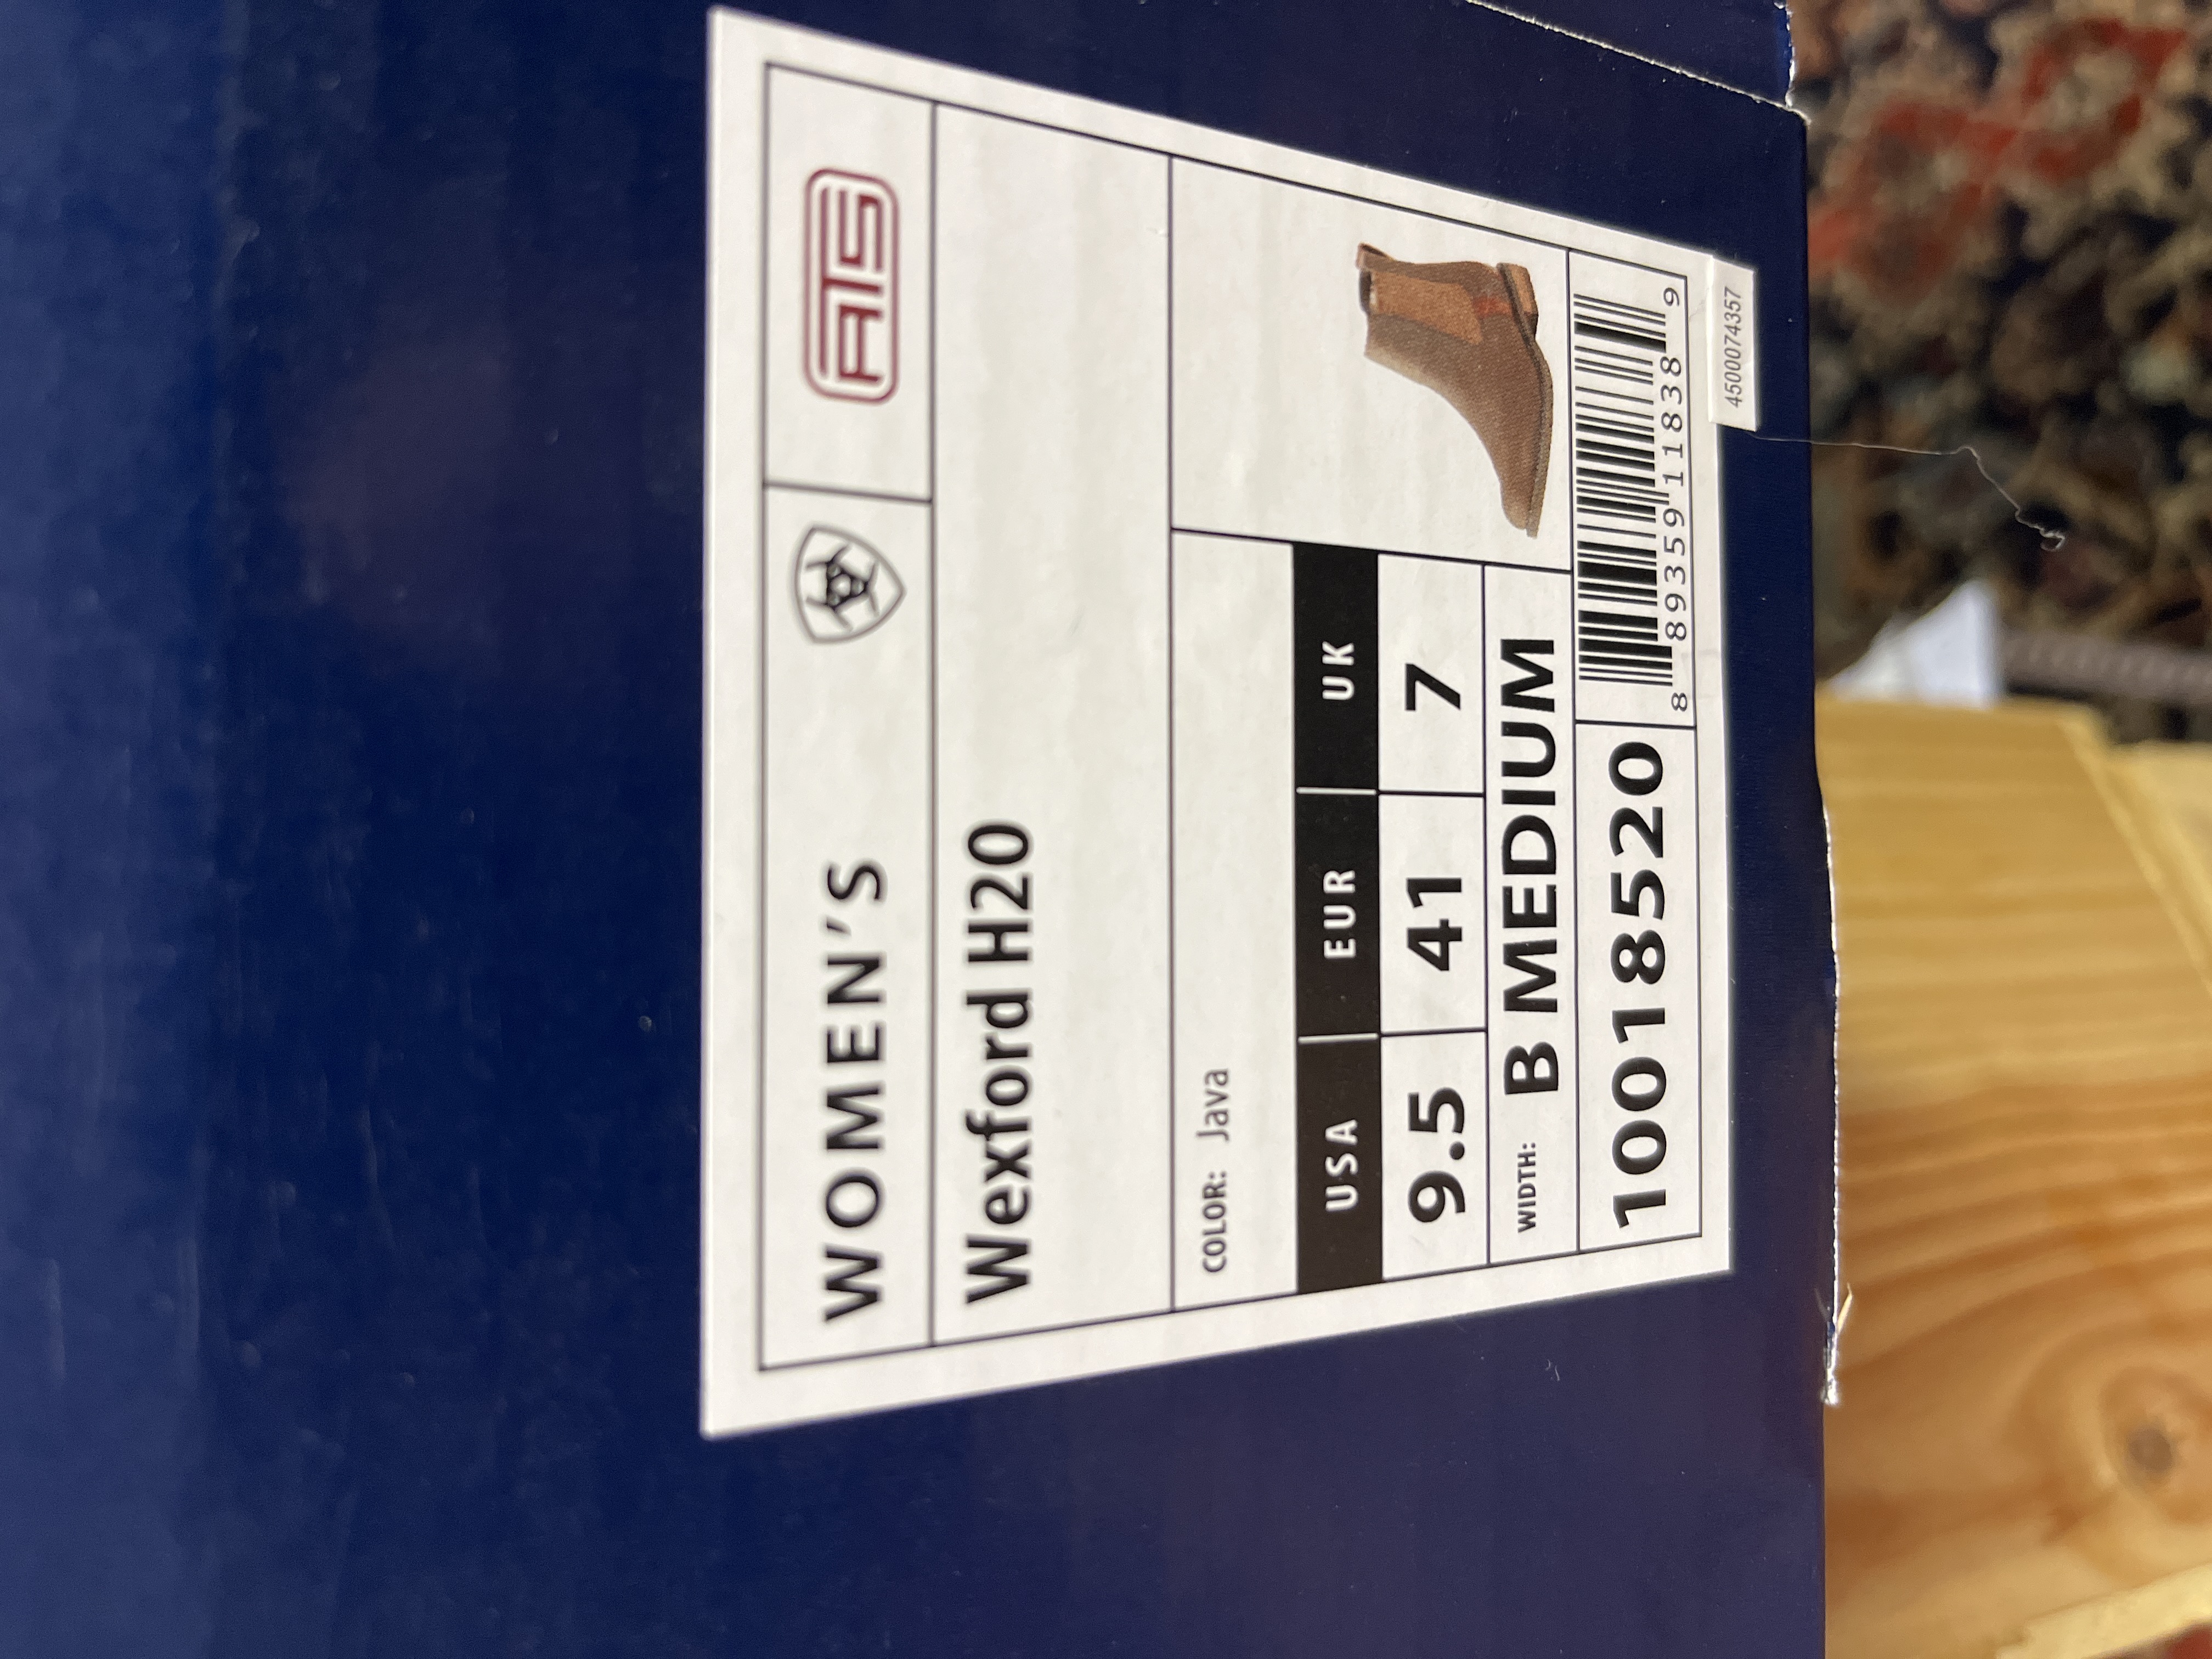 WOMEN'S
ATS
Wexford H20
COLOR: Java
USA EUR UK
9.5 41 7
WIDTH: B MEDIUM
10018520
8 89359 11838 9
4500074357